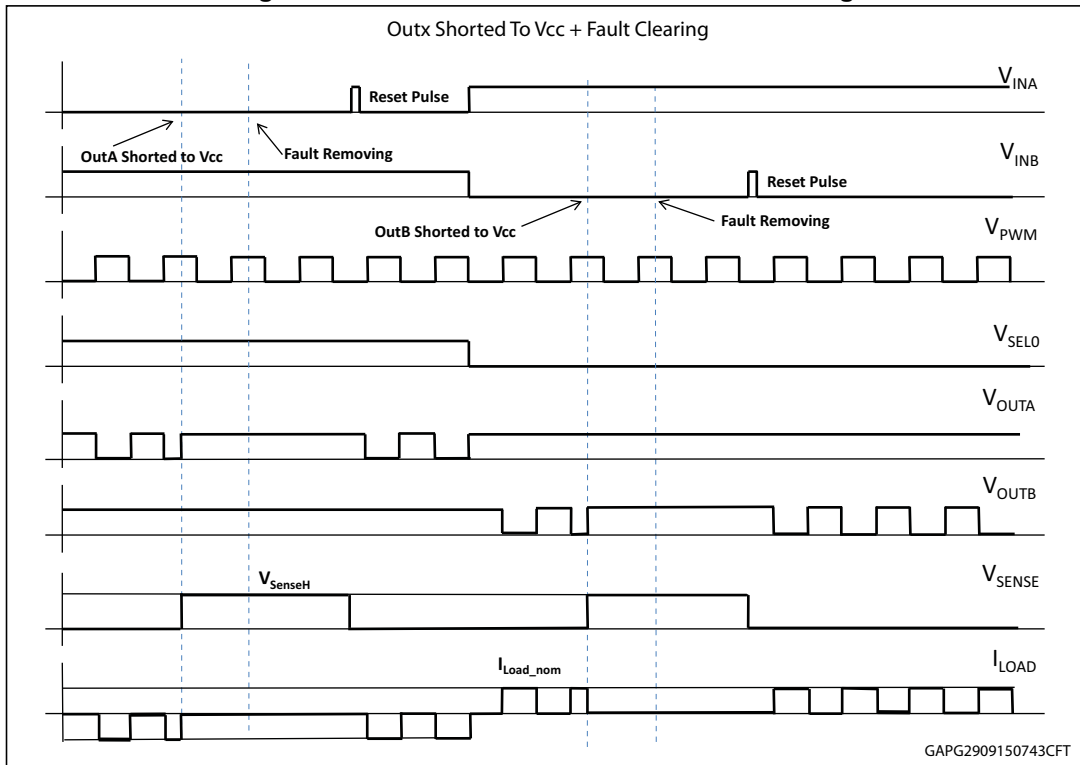 Outx Shorted To Vcc + Fault Clearing
VINA
Reset Pulse
OutA Shorted to Vcc
Fault Removing
VINB
Reset Pulse
OutB Shorted to Vcc
Fault Removing
VPWM
VSEL0
VOUTA
VOUTB
VSenseH
VSENSE
ILoad_nom
ILOAD
GAPG2909150743CFT